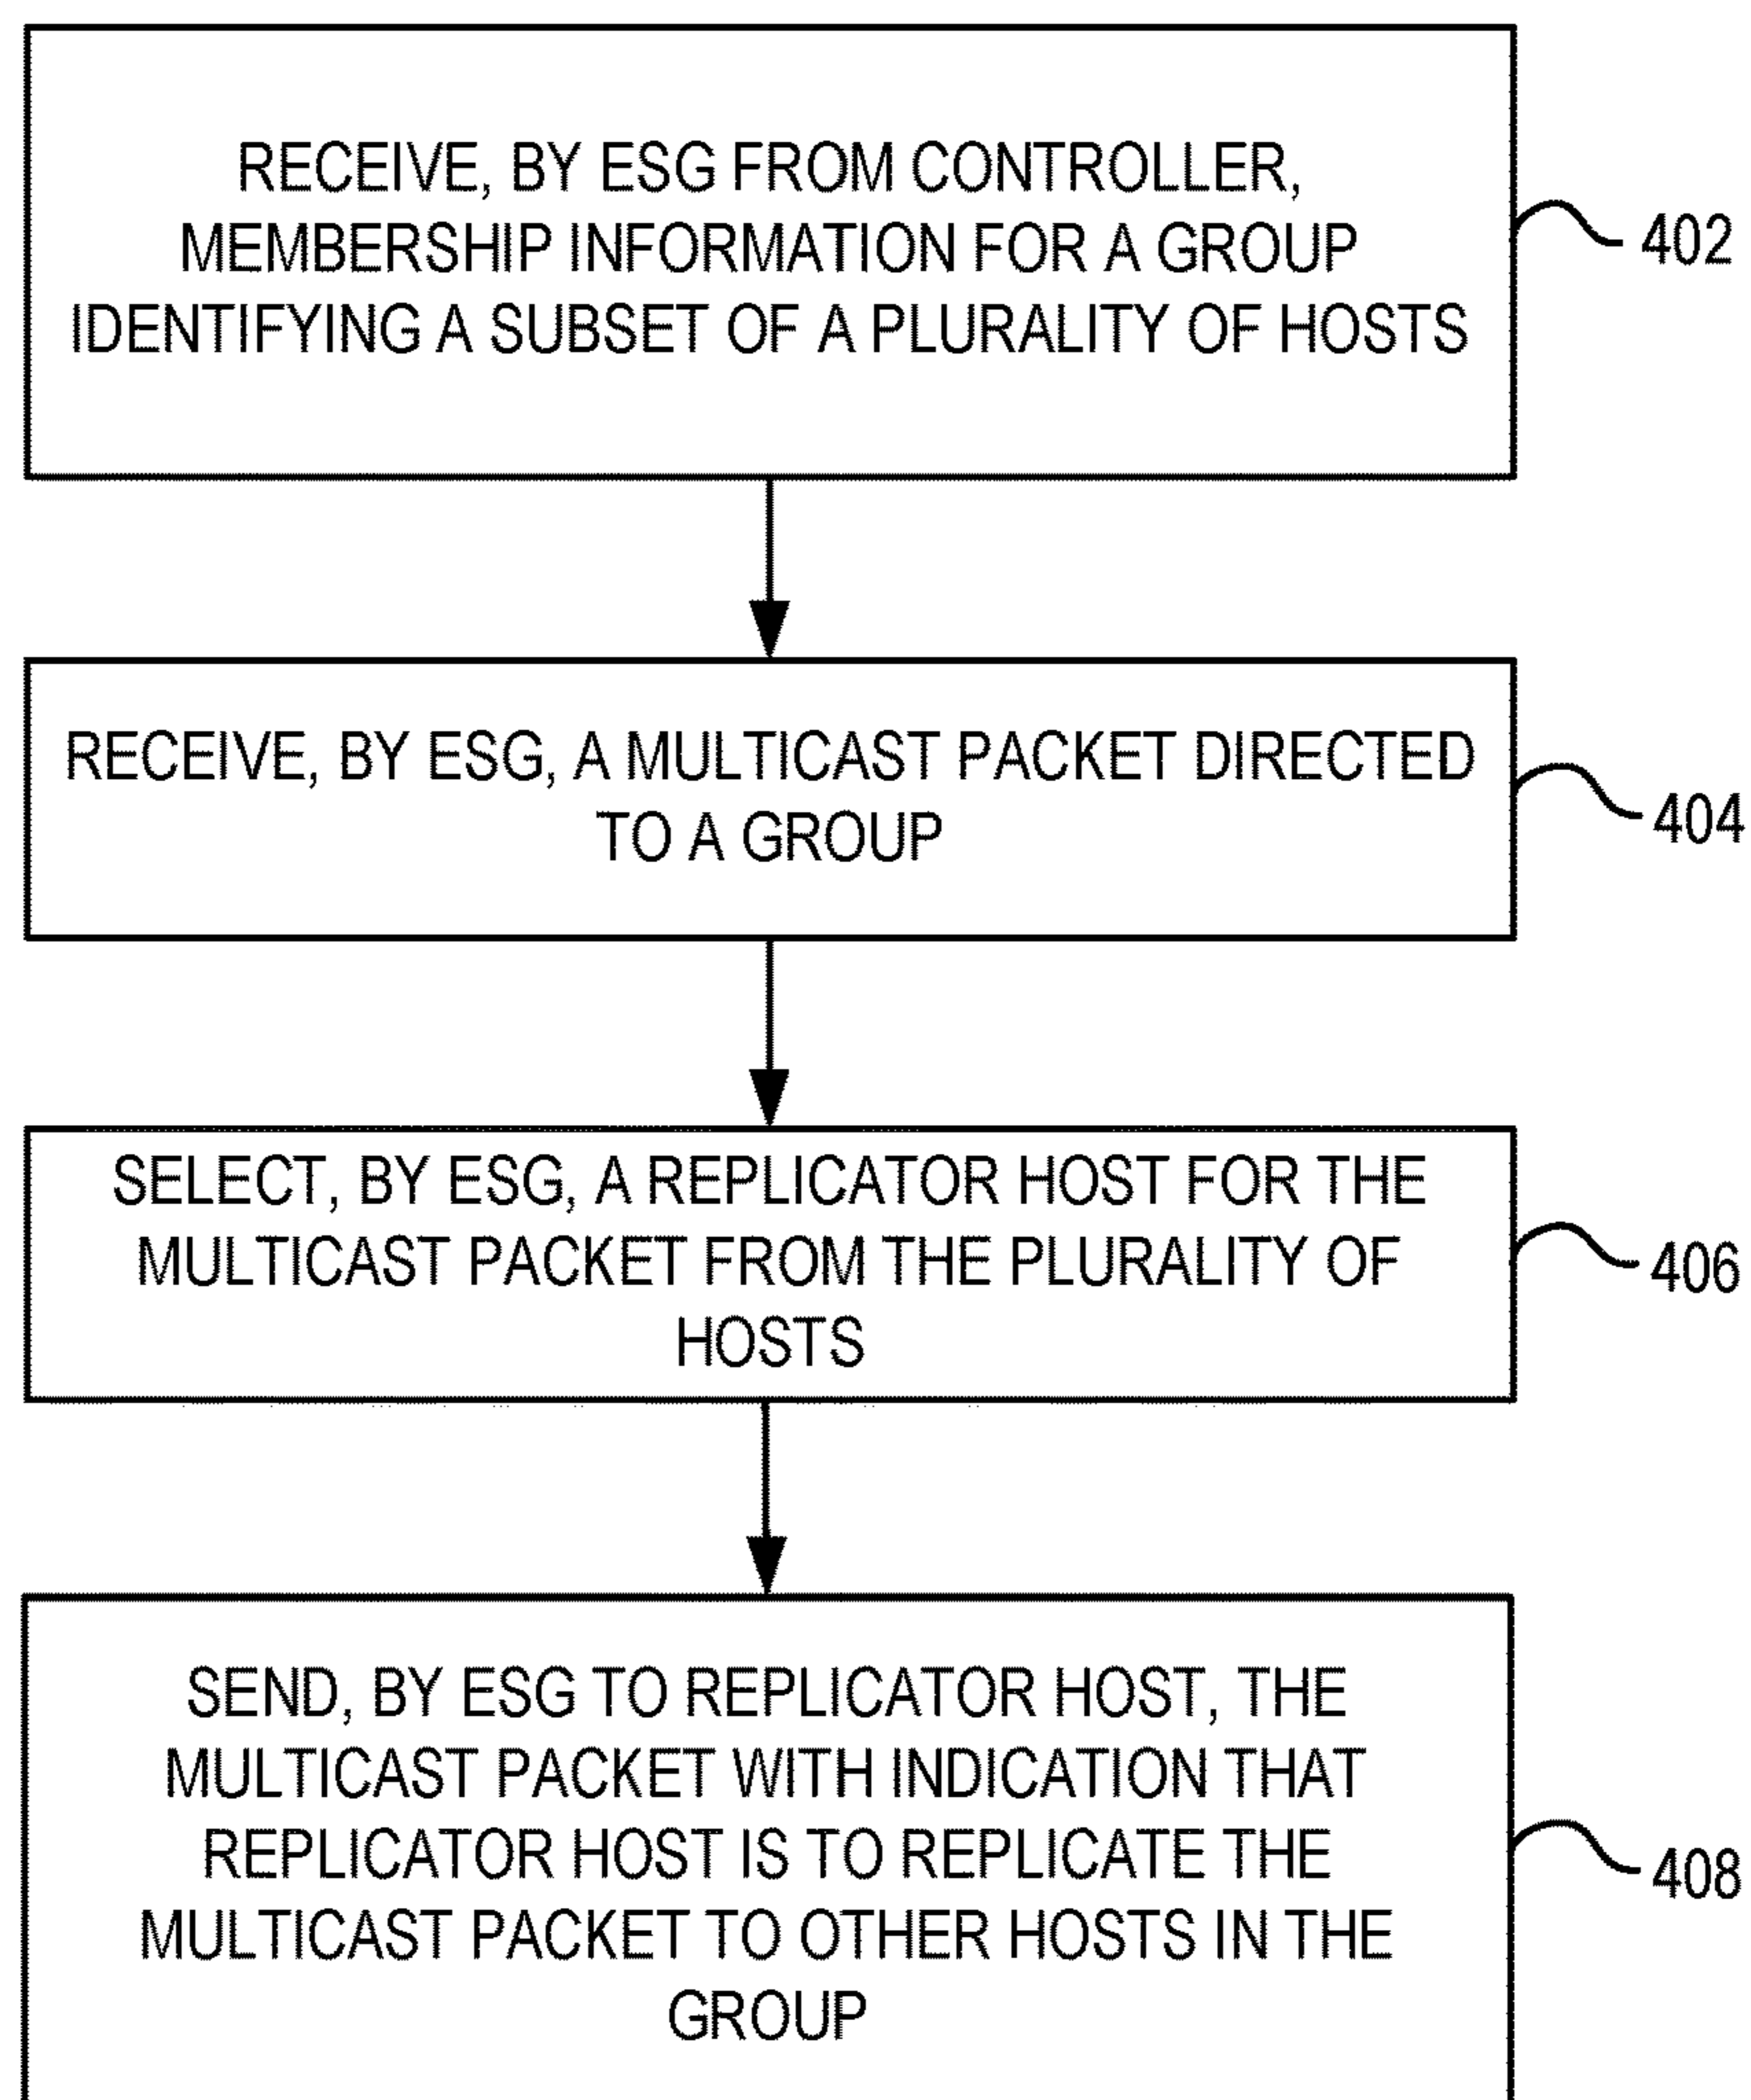 RECEIVE, BY ESG FROM CONTROLLER,
MEMBERSHIP INFORMATION FOR A GROUP
IDENTIFYING A SUBSET OF A PLURALITY OF HOSTS
402
RECEIVE, BY ESG, A MULTICAST PACKET DIRECTED
TO A GROUP
404
SELECT, BY ESG, A REPLICATOR HOST FOR THE
MULTICAST PACKET FROM THE PLURALITY OF
HOSTS
406
SEND, BY ESG TO REPLICATOR HOST, THE
MULTICAST PACKET WITH INDICATION THAT
REPLICATOR HOST IS TO REPLICATE THE
MULTICAST PACKET TO OTHER HOSTS IN THE
GROUP
408